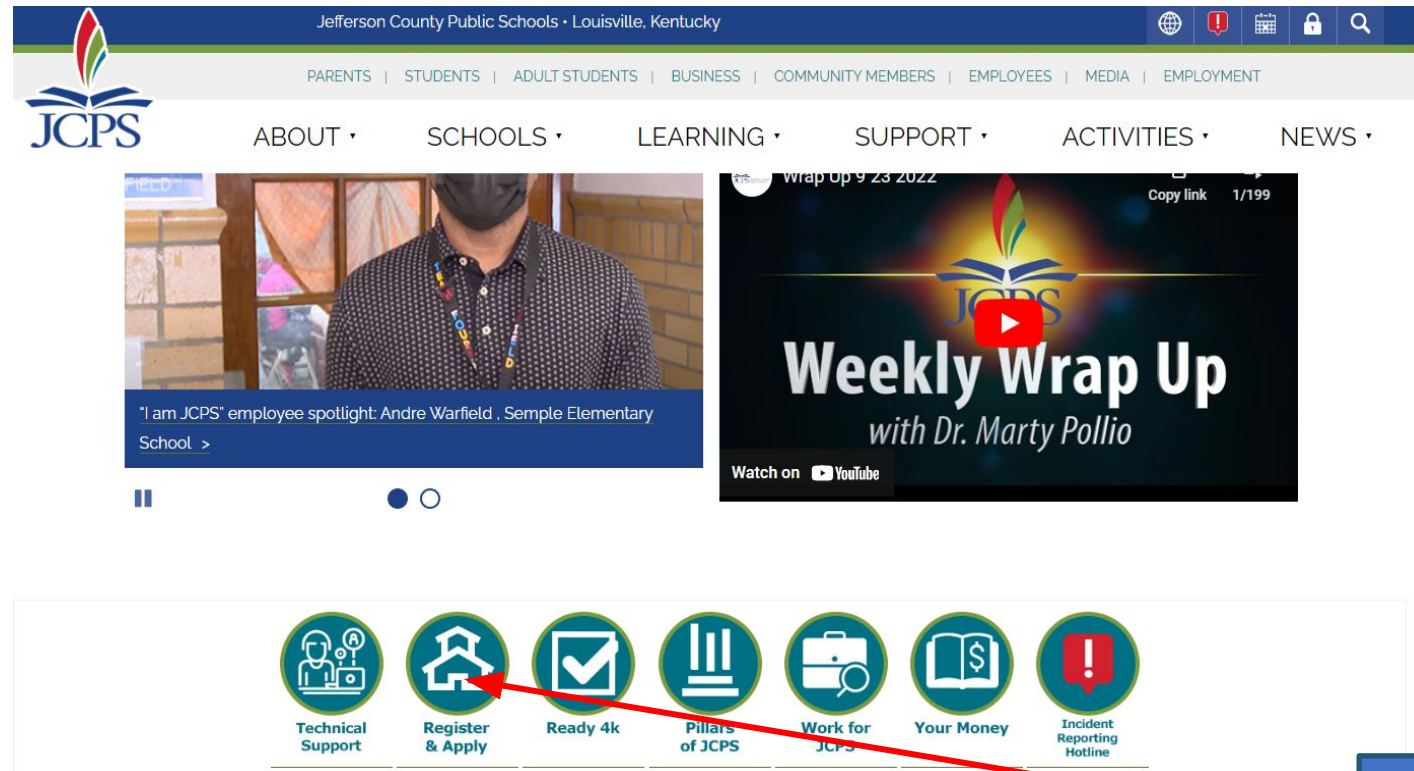 Jefferson County Public Schools • Louisville, Kentucky
PARENTS | STUDENTS | ADULT STUDENTS | BUSINESS | COMMUNITY MEMBERS | EMPLOYEES | MEDIA | EMPLOYMENT
JCPS
ABOUT • SCHOOLS • LEARNING • SUPPORT • ACTIVITIES • NEWS •
FIELD
Wrap Up 9 23 2022
Copy link 1/199
JCPS
Weekly Wrap Up
with Dr. Marty Pollio
"I am JCPS" employee spotlight: Andre Warfield , Semple Elementary
School >
Watch on YouTube
Technical
Support
Register
& Apply
Ready 4k
Pillars
of JCPS
Work for
JCPS
Your Money
Incident
Reporting
Hotline